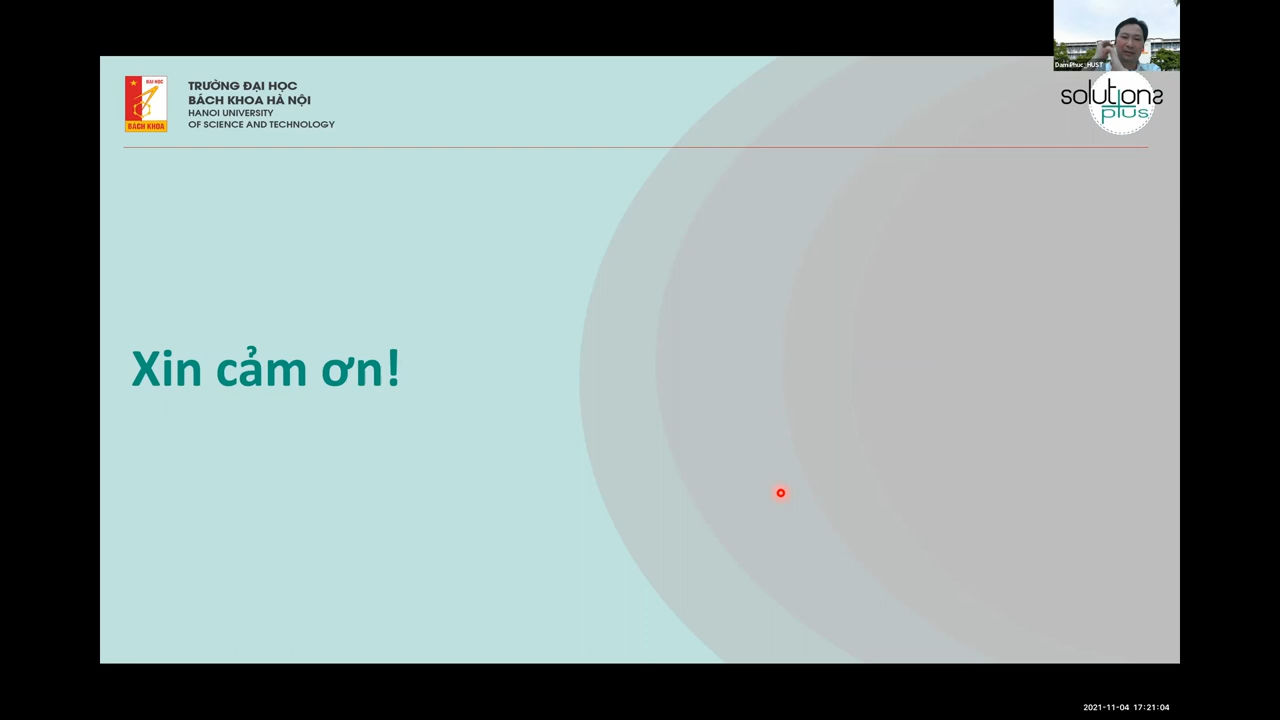 TRƯỜNG ĐẠI HỌC
BÁCH KHOA HÀ NỘI
HANOI UNIVERSITY
OF SCIENCE AND TECHNOLOGY
ĐẠI HỌC
BÁCH KHOA
DamPhuc_HUST
solutions
plus
Xin cảm ơn!
2021-11-04 17:21:04